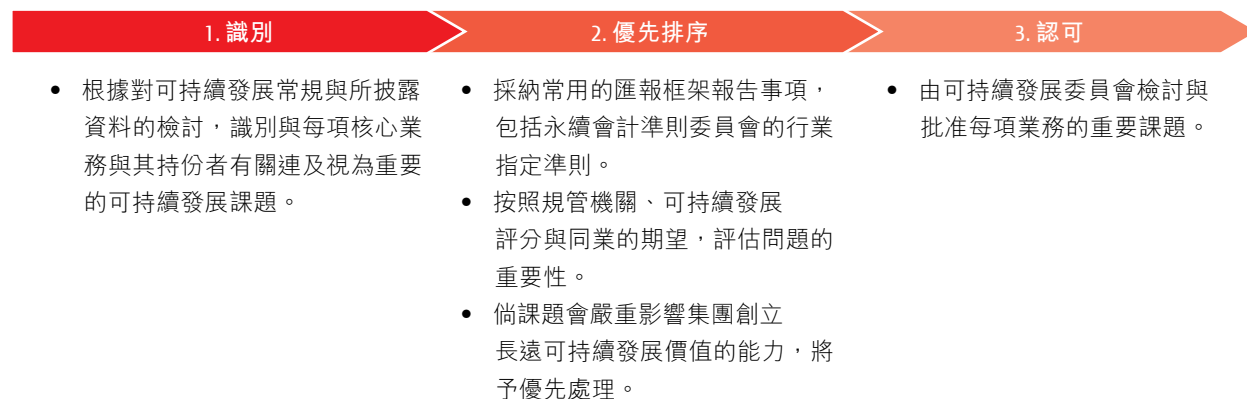 1. 識別
2. 優先排序
3. 認可
• 根據對可持續發展常規與所披露
資料的檢討，識別與每項核心業
務與其持份者有關連及視為重要
的可持續發展課題。
• 採納常用的匯報框架報告事項，
包括永續會計準則委員會的行業
指定準則。
• 按照規管機關、可持續發展
評分與同業的期望，評估問題的
重要性。
• 倘課題會嚴重影響集團創立
長遠可持續發展價值的能力，將
予優先處理。
• 由可持續發展委員會檢討與
批准每項業務的重要課題。